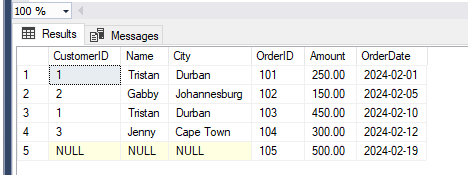 100 %
Results Messages
CustomerID Name City OrderID Amount OrderDate
1 1 Tristan Durban 101 250.00 2024-02-01
2 2 Gabby Johannesburg 102 150.00 2024-02-05
3 1 Tristan Durban 103 450.00 2024-02-10
4 3 Jenny Cape Town 104 300.00 2024-02-12
5 NULL NULL NULL 105 500.00 2024-02-19